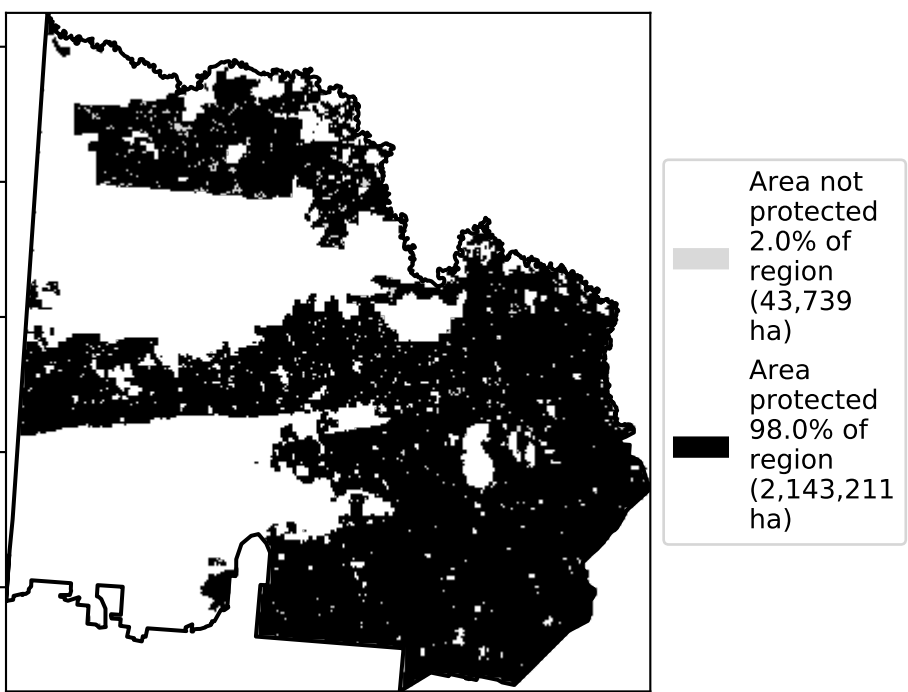 Area not
protected
2.0% of
region
(43,739
ha)
Area
protected
98.0% of
region
(2,143,211
ha)